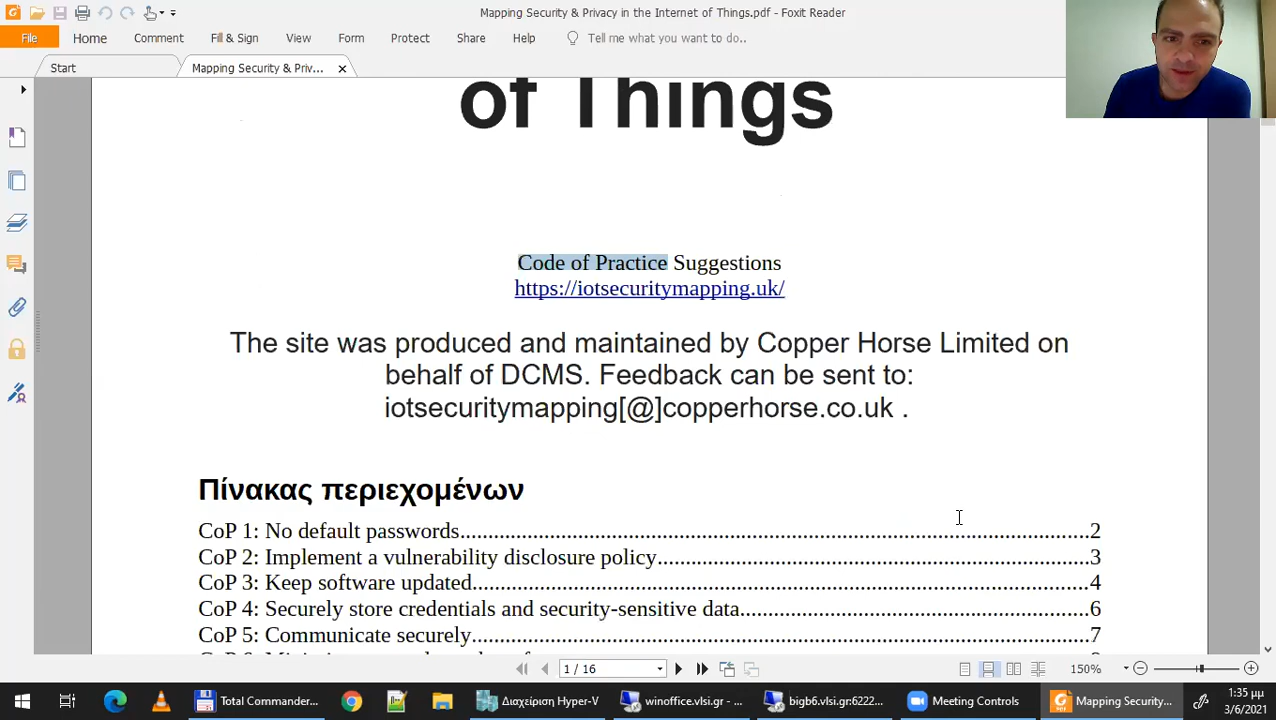 Mapping Security & Privacy in the Internet of Things.pdf - Foxit Reader
File Home Comment Fill & Sign View Form Protect Share Help Tell me what you want to do..
Start Mapping Security & Priv...
of Things
Code of Practice Suggestions
https://iotsecuritymapping.uk/
The site was produced and maintained by Copper Horse Limited on
behalf of DCMS. Feedback can be sent to:
iotsecuritymapping[@]copperhorse.co.uk .
Πίνακας περιεχομένων
CoP 1: No default passwords....2
CoP 2: Implement a vulnerability disclosure policy....3
CoP 3: Keep software updated....4
CoP 4: Securely store credentials and security-sensitive data....6
CoP 5: Communicate securely....7
1 / 16 150%
Total Commander... Διαχείριση Hyper-V winoffice.vlsi.gr - ... bigb6.vlsi.gr:6222... Meeting Controls Mapping Security... 1:35 μμ
3/6/2021